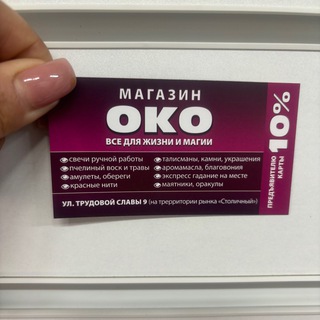 МАГАЗИН
ОКО
ВСЕ ДЛЯ ЖИЗНИ И МАГИИ
свечи ручной работы
пчелиный воск и травы
амулеты, обереги
красные нити
талисманы, камни, украшения
аромамасла, благовония
экспресс гадание на месте
маятники, оракулы
УЛ. ТРУДОВОЙ СЛАВЫ 9 (на треppитории рынка «Столичный»)
ПРЕДЪЯВИТЕЛЮ
КАРТЫ
10%